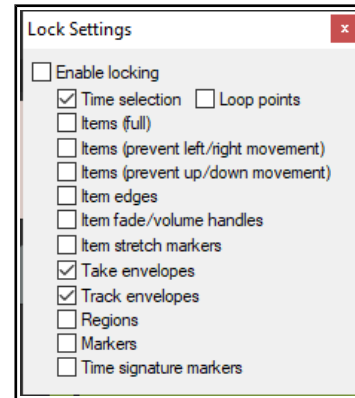 Lock Settings x
Enable locking
Time selection Loop points
Items (full)
Items (prevent left/right movement)
Items (prevent up/down movement)
Item edges
Item fade/volume handles
Item stretch markers
Take envelopes
Track envelopes
Regions
Markers
Time signature markers